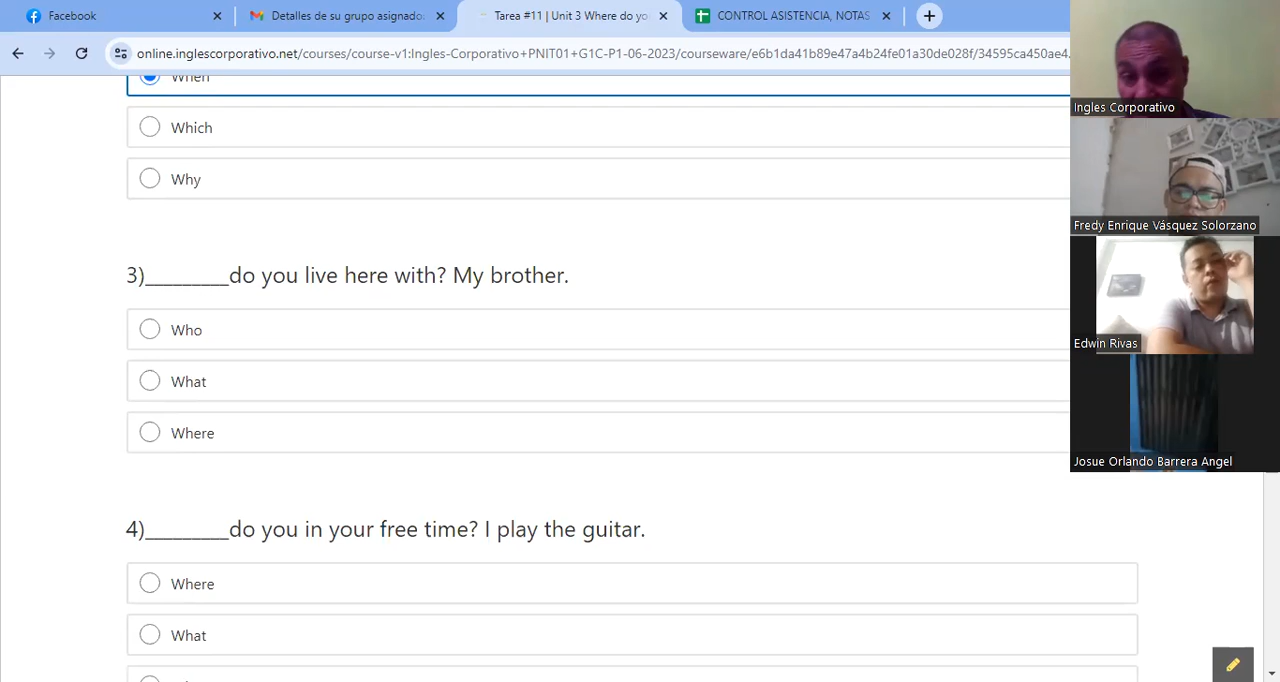 Facebook
Detalles de su grupo asignado
Tarea #11 | Unit 3 Where do yo
CONTROL ASISTENCIA, NOTAS
online.inglescorporativo.net/courses/course-v1:Ingles-Corporativo+PNIT01+G1C-P1-06-2023/courseware/e6b1da41b89e47a4b24fe01a30de028f/34595ca450ae4
When
Which
Why
3)_________do you live here with? My brother.
Who
What
Where
4)________do you in your free time? I play the guitar.
Where
What
Ingles Corporativo
Fredy Enrique Vásquez Solorzano
Edwin Rivas
Josue Orlando Barrera Angel